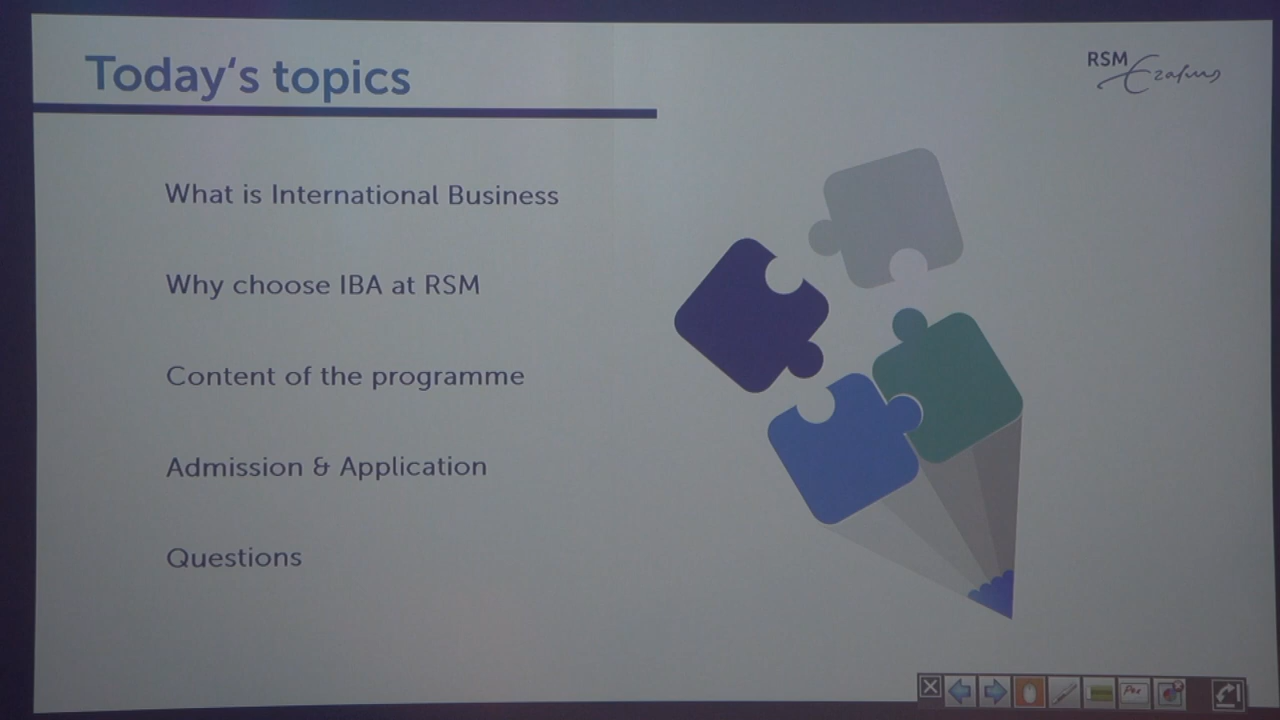 Today‘s topics
RSM
Erasmus
What is International Business
Why choose IBA at RSM
Content of the programme
Admission & Application
Questions
Pen